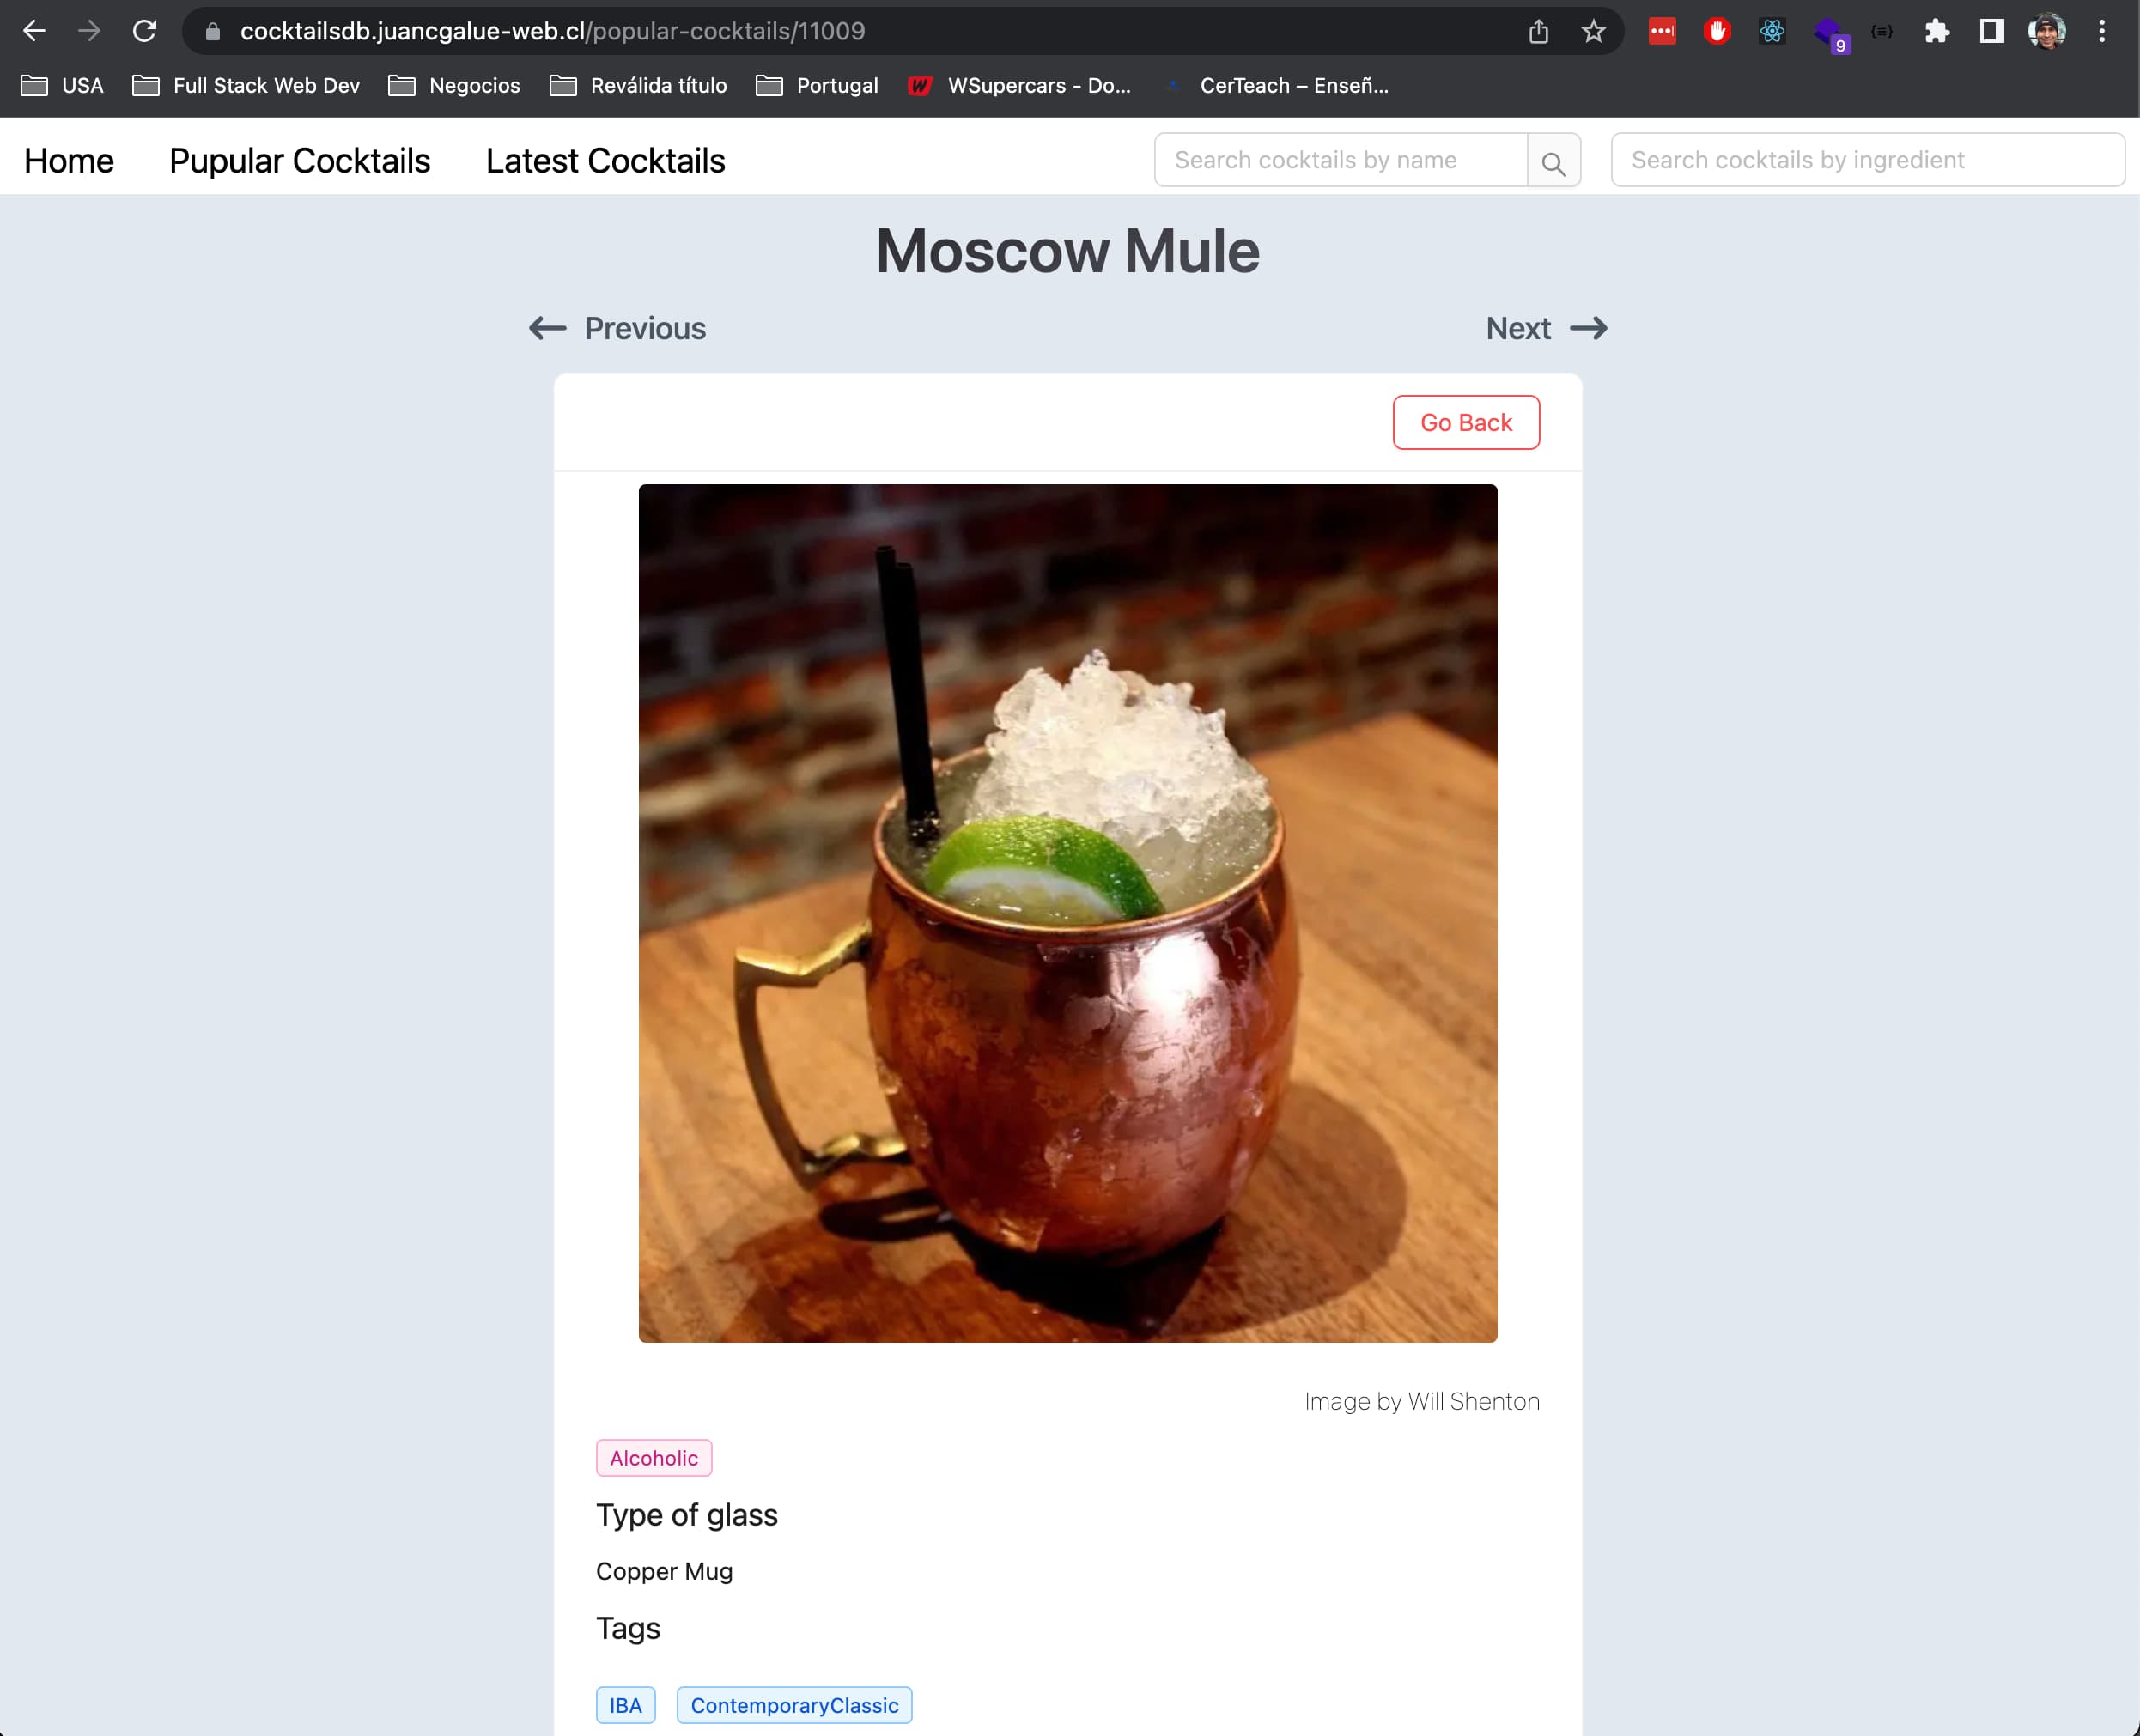 cocktailsdb.juancgalue-web.cl/popular-cocktails/11009
9
USA Full Stack Web Dev Negocios Reválida título Portugal WSupercars - Do... CerTeach – Enseñ...
Home Pupular Cocktails Latest Cocktails Search cocktails by name Search cocktails by ingredient
Moscow Mule
Previous Next
Go Back
Image by Will Shenton
Alcoholic
Type of glass
Copper Mug
Tags
IBA ContemporaryClassic